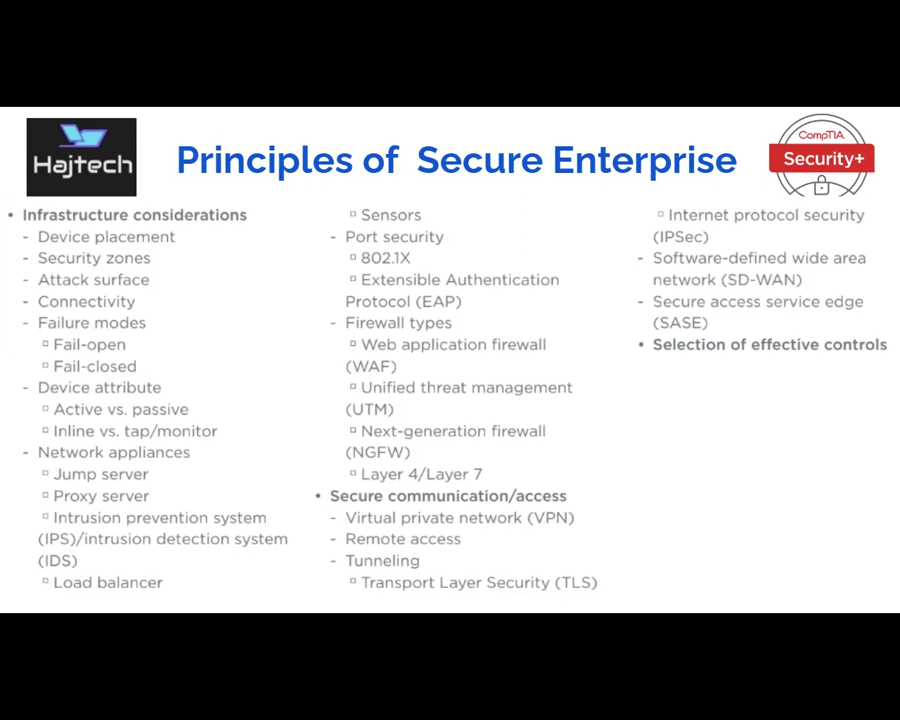 Hajtech
Principles of Secure Enterprise
CompTIA
Security+
• Infrastructure considerations
- Device placement
- Security zones
- Attack surface
- Connectivity
- Failure modes
▫ Fail-open
▫ Fail-closed
- Device attribute
▫ Active vs. passive
▫ Inline vs. tap/monitor
- Network appliances
▫ Jump server
▫ Proxy server
▫ Intrusion prevention system
(IPS)/intrusion detection system
(IDS)
▫ Load balancer
▫ Sensors
- Port security
▫ 802.1X
▫ Extensible Authentication
Protocol (EAP)
- Firewall types
▫ Web application firewall
(WAF)
▫ Unified threat management
(UTM)
▫ Next-generation firewall
(NGFW)
▫ Layer 4/Layer 7
• Secure communication/access
- Virtual private network (VPN)
- Remote access
- Tunneling
▫ Transport Layer Security (TLS)
▫ Internet protocol security
(IPSec)
- Software-defined wide area
network (SD-WAN)
- Secure access service edge
(SASE)
• Selection of effective controls